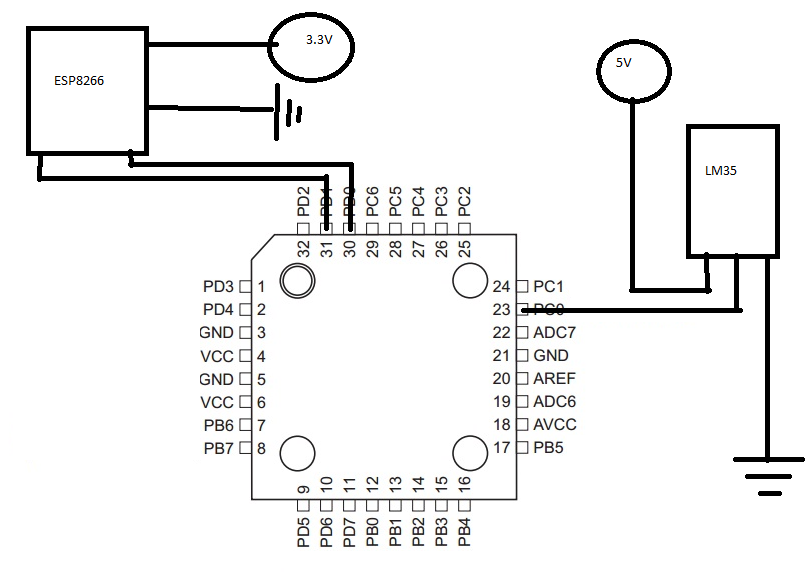 3.3V
ESP8266
5V
LM35
PD2
PD1
PD0
PC6
PC5
PC4
PC3
PC2
32
31
30
29
28
27
26
25
PD3 1
PD4 2
GND 3
VCC 4
GND 5
VCC 6
PB6 7
PB7 8
24 PC1
23 PC0
22 ADC7
21 GND
20 AREF
19 ADC6
18 AVCC
17 PB5
9
10
11
12
13
14
15
16
PD5
PD6
PD7
PB0
PB1
PB2
PB3
PB4